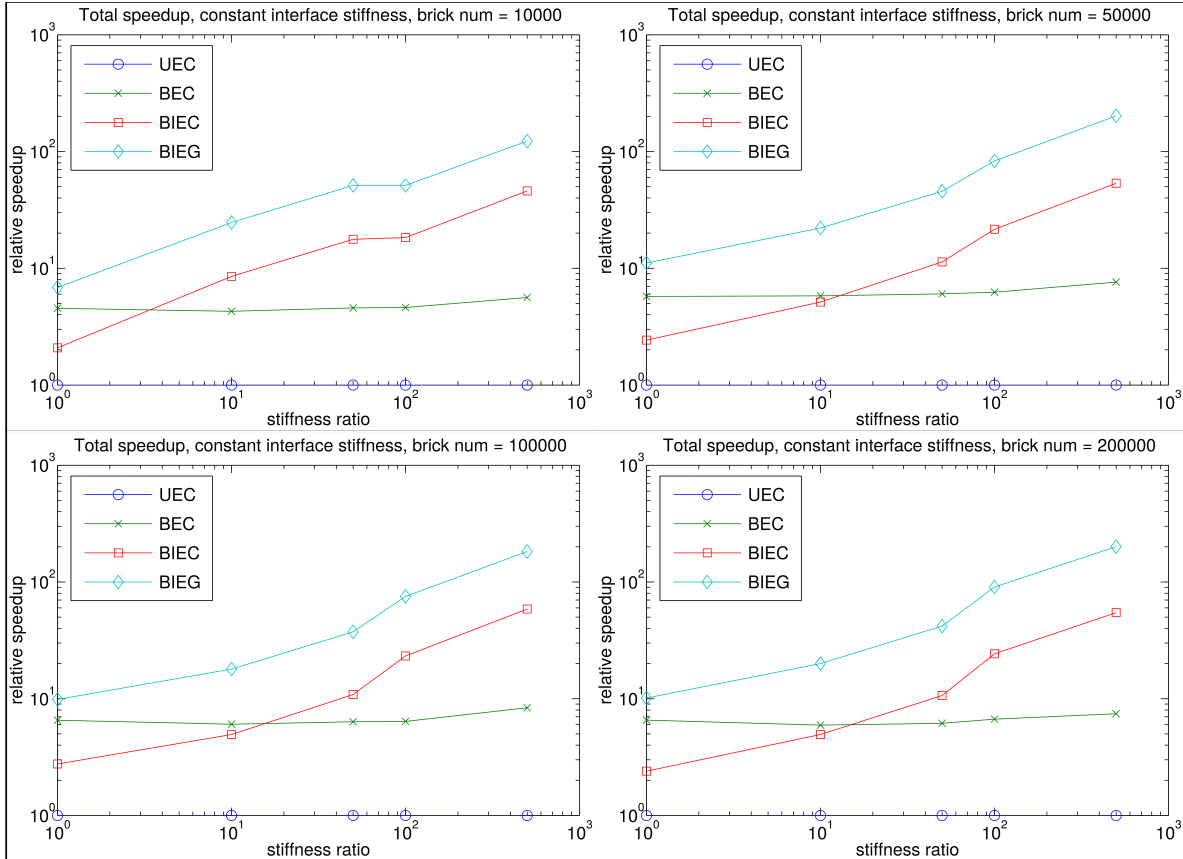 Total speedup, constant interface stiffness, brick num = 10000
10^3
10^2
10^1
10^0
relative speedup
UEC
BEC
BIEC
BIEG
10^0
10^1
10^2
10^3
stiffness ratio
Total speedup, constant interface stiffness, brick num = 50000
10^3
10^2
10^1
10^0
relative speedup
UEC
BEC
BIEC
BIEG
10^0
10^1
10^2
10^3
stiffness ratio
Total speedup, constant interface stiffness, brick num = 100000
10^3
10^2
10^1
10^0
relative speedup
UEC
BEC
BIEC
BIEG
10^0
10^1
10^2
10^3
stiffness ratio
Total speedup, constant interface stiffness, brick num = 200000
10^3
10^2
10^1
10^0
relative speedup
UEC
BEC
BIEC
BIEG
10^0
10^1
10^2
10^3
stiffness ratio